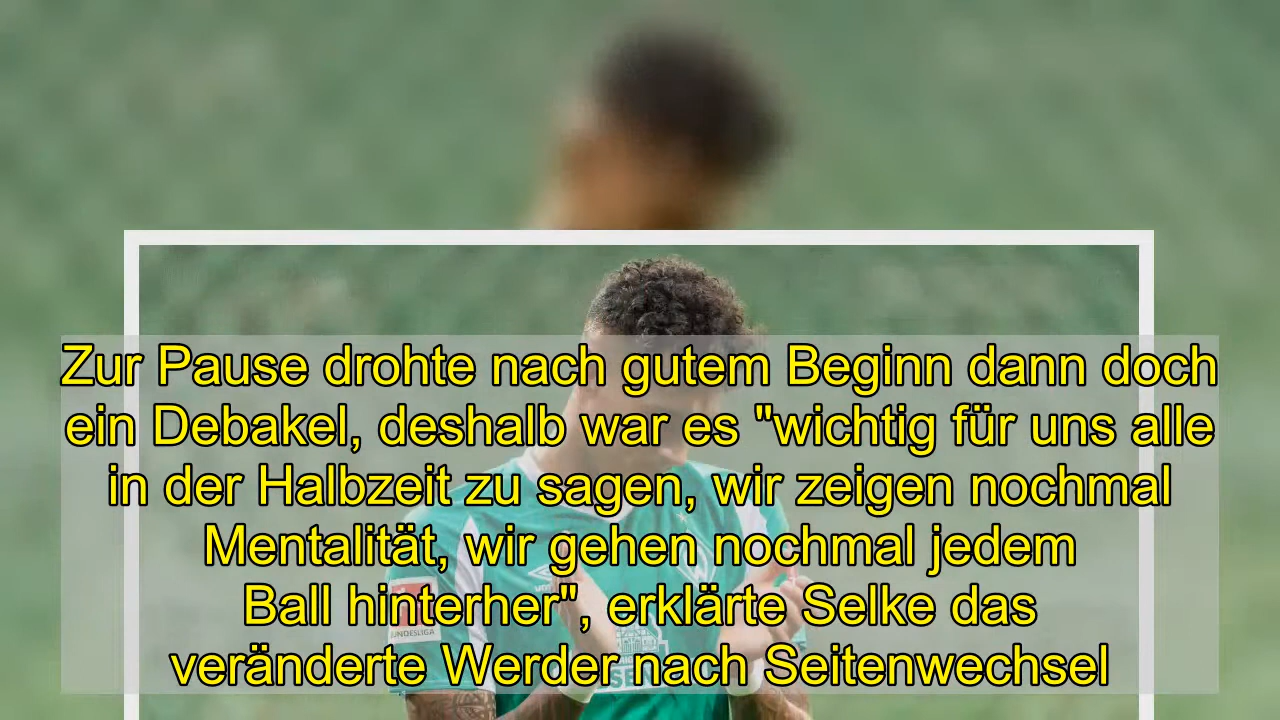 Zur Pause drohte nach gutem Beginn dann doch
ein Debakel, deshalb war es "wichtig für uns alle
in der Halbzeit zu sagen, wir zeigen nochmal
Mentalität, wir gehen nochmal jedem
Ball hinterher", erklärte Selke das
veränderte Werder nach Seitenwechsel
BUNDESLIGA